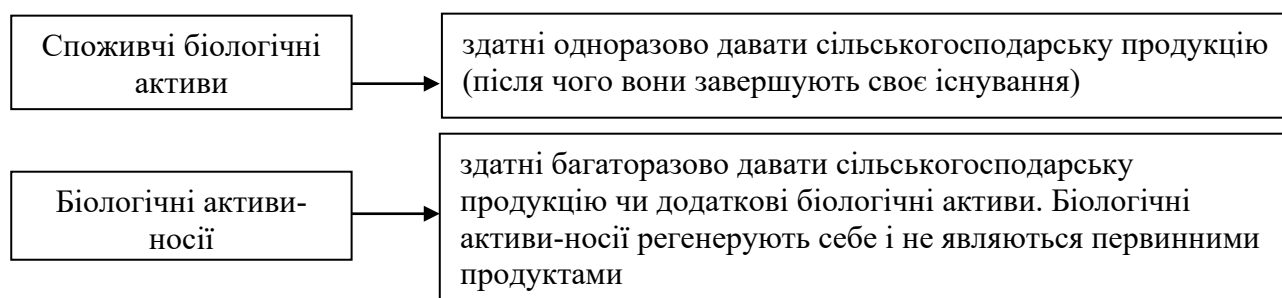 Споживчі біологічні
активи
здатні одноразово давати сільськогосподарську продукцію
(після чого вони завершують своє існування)
Біологічні активи-
носії
здатні багаторазово давати сільськогосподарську
продукцію чи додаткові біологічні активи. Біологічні
активи-носії регенерують себе і не являються первинними
продуктами